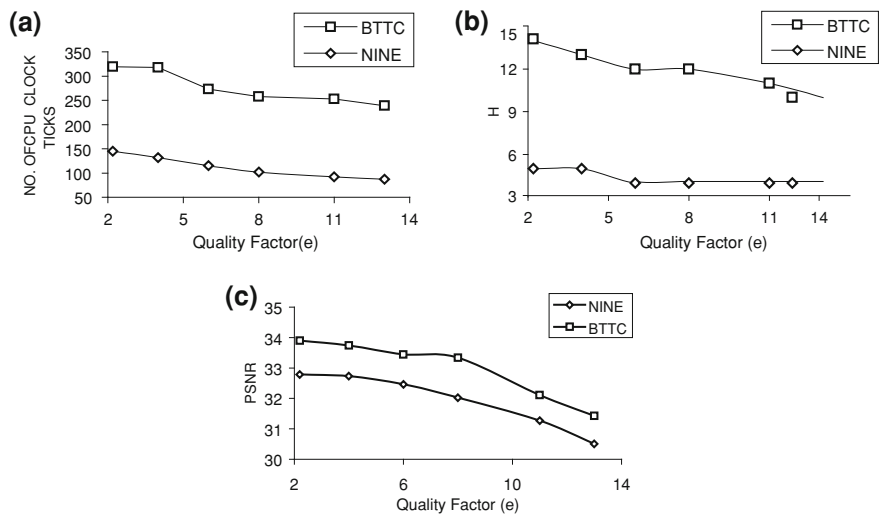 (a)
BTTC
NINE
350
300
250
200
150
100
50
NO. OFCPU CLOCK
TICKS
2 5 8 11 14
Quality Factor(e)
(b)
BTTC
NINE
15
12
9
6
3
H
2 5 8 11 14
Quality Factor (e)
(c)
NINE
BTTC
35
34
33
32
31
30
PSNR
2 6 10 14
Quality Factor (e)